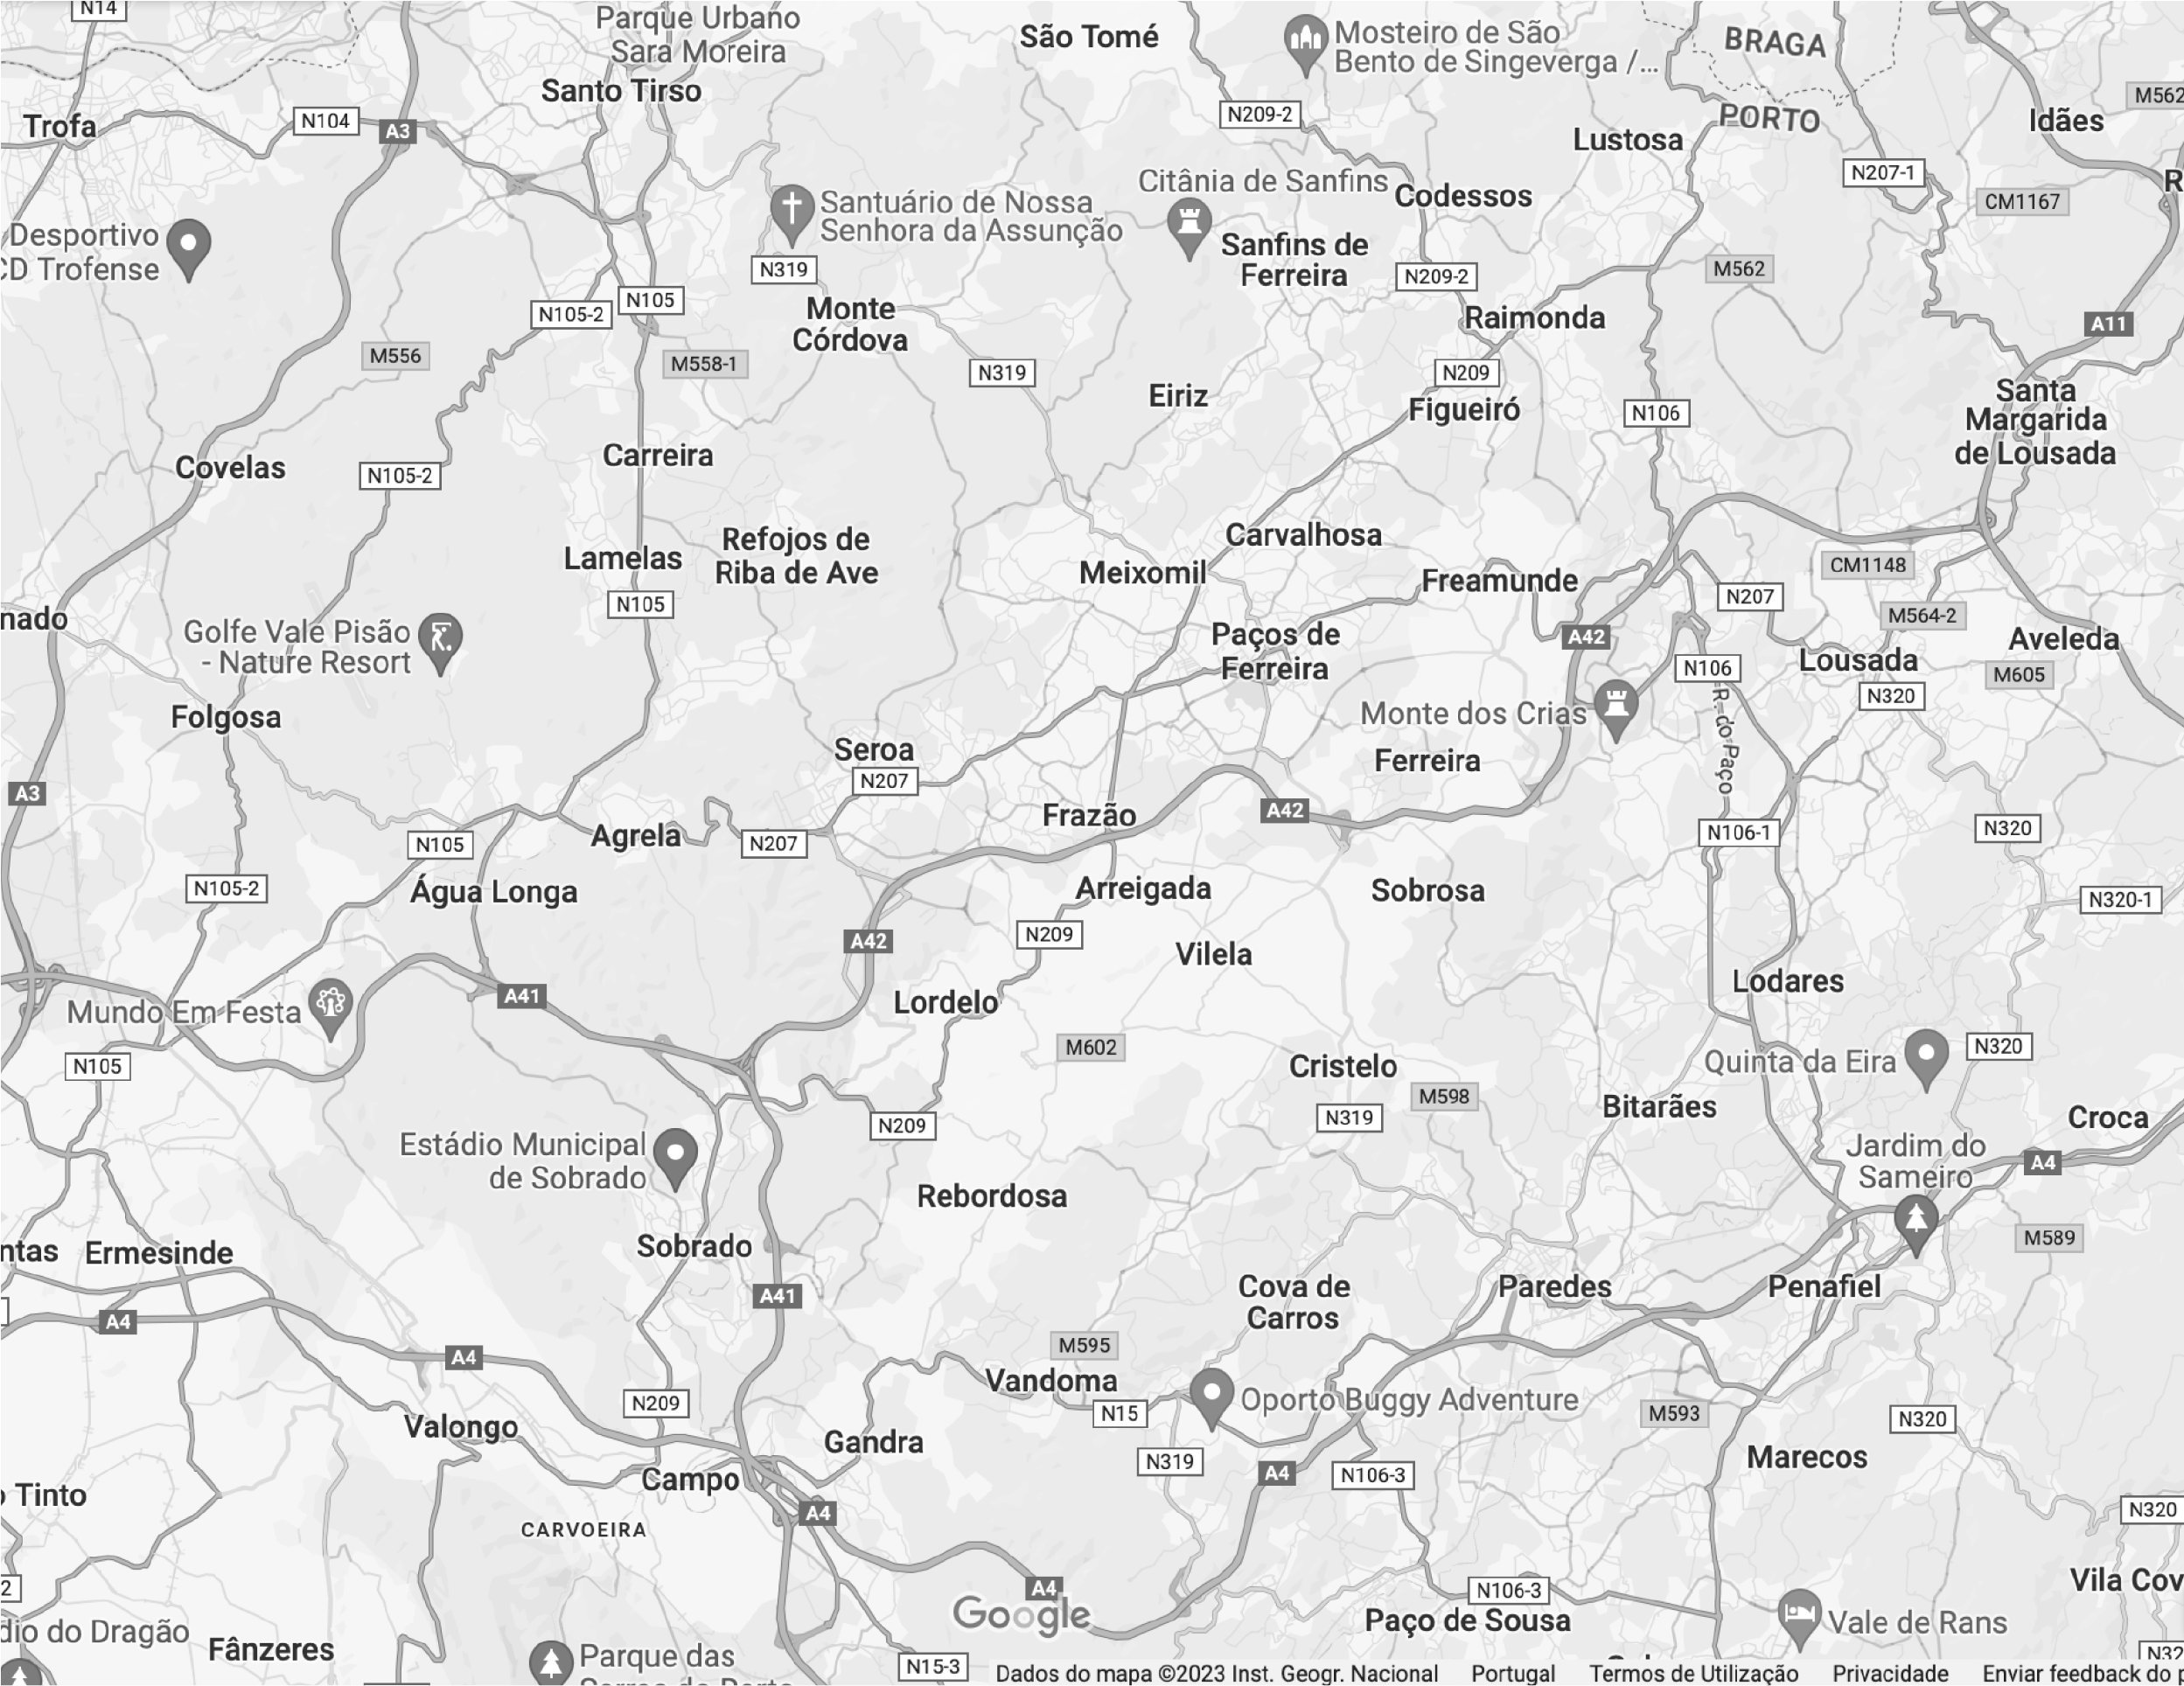 N14
Parque Urbano
Sara Moreira
São Tomé
Mosteiro de São
Bento de Singeverga /...
BRAGA
PORTO
M562
Idães
Santo Tirso
N104
A3
Trofa
N209-2
Lustosa
N207-1
CM1167
Desportivo
CD Trofense
Santuário de Nossa
Senhora da Assunção
N319
Citânia de Sanfins
Codessos
Sanfins de
Ferreira
N209-2
M562
N105-2
N105
Monte
Córdova
Raimonda
A11
M556
M558-1
N319
Eiriz
N209
Figueiró
N106
Santa
Margarida
de Lousada
Covelas
N105-2
Carreira
Lamelas
Refojos de
Riba de Ave
Carvalhosa
Meixomil
Freamunde
CM1148
N207
M564-2
nado
N105
Golfe Vale Pisão
- Nature Resort
Paços de
Ferreira
A42
N106
Lousada
Aveleda
M605
N320
R. do Paço
Folgosa
Monte dos Crias
Ferreira
Seroa
N207
A3
Frazão
A42
N105
Agrela
N207
N106-1
N320
N105-2
Água Longa
Arreigada
Sobrosa
N320-1
A42
N209
Vilela
Mundo Em Festa
A41
Lordelo
Lodares
N105
M602
Cristelo
M598
N319
Quinta da Eira
N320
Bitarães
Croca
N209
Estádio Municipal
de Sobrado
Jardim do
Sameiro
A4
Rebordosa
ntas
Ermesinde
Sobrado
M589
A4
A41
Cova de
Carros
Paredes
Penafiel
A4
M595
Vandoma
N15
Oporto Buggy Adventure
N209
Valongo
M593
N320
Gandra
N319
A4
N106-3
Marecos
Campo
Tinto
A4
CARVOEIRA
N320
2
A4
Google
N106-3
Paço de Sousa
Vila Cov
dio do Dragão
Fânzeres
Parque das
Vale de Rans
N15-3
N32
Dados do mapa ©2023 Inst. Geogr. Nacional Portugal Termos de Utilização Privacidade Enviar feedback do p